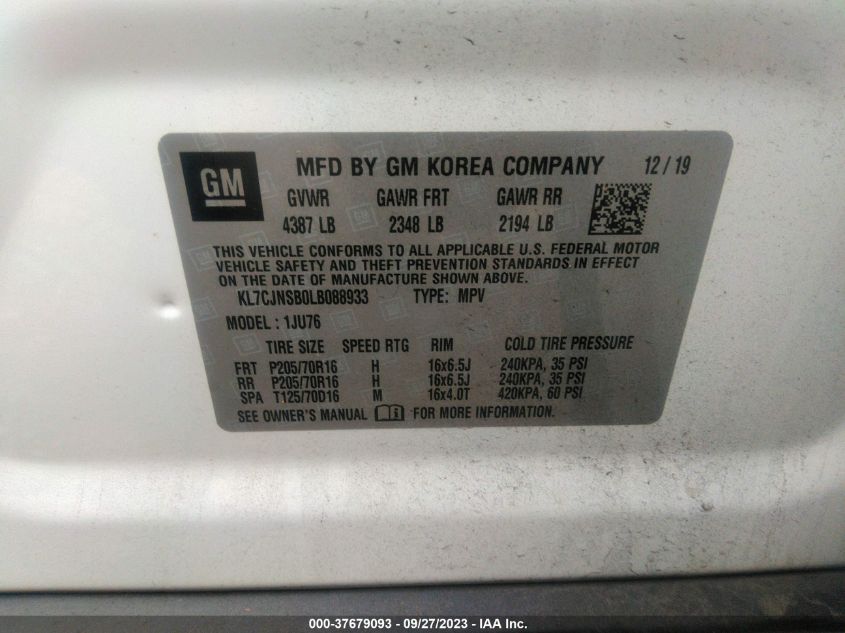 GM
MFD BY GM KOREA COMPANY 12/19
GVWR GAWR FRT GAWR RR
4387 LB 2348 LB 2194 LB
THIS VEHICLE CONFORMS TO ALL APPLICABLE U.S. FEDERAL MOTOR
VEHICLE SAFETY AND THEFT PREVENTION STANDARDS IN EFFECT
ON THE DATE OF MANUFACTURE SHOWN ABOVE.
KL7CJNSB0LB088933 TYPE: MPV
MODEL: 1JU76
TIRE SIZE SPEED RTG RIM COLD TIRE PRESSURE
FRT P205/70R16 H 16x6.5J 240KPA, 35 PSI
RR P205/70R16 H 16x6.5J 240KPA, 35 PSI
SPA T125/70D16 M 16x4.0T 420KPA, 60 PSI
SEE OWNER'S MANUAL FOR MORE INFORMATION.
000-37679093 - 09/27/2023 - IAA Inc.